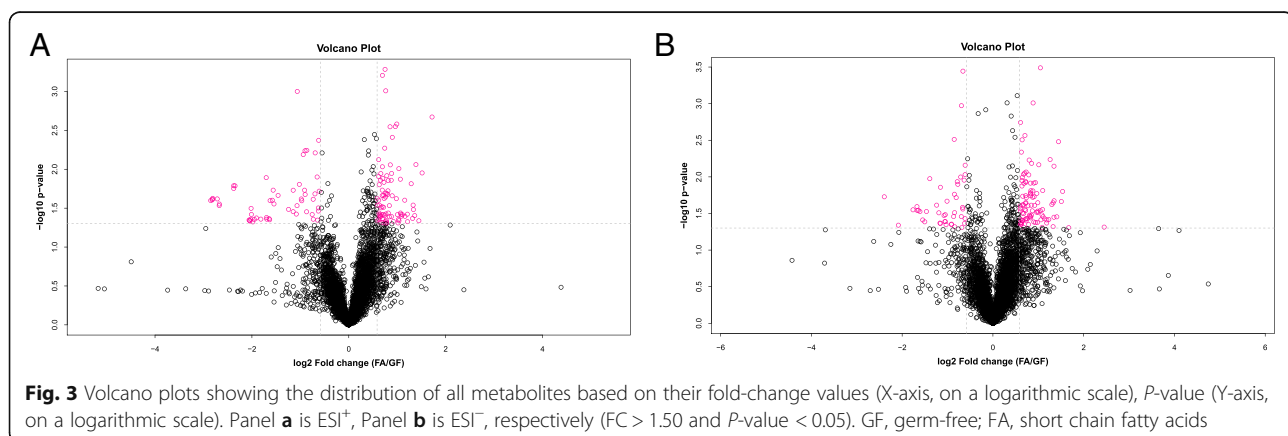 A
Volcano Plot
−log10 p−value
3.0
2.5
2.0
1.5
1.0
0.5
0.0
−4 −2 0 2 4
log2 Fold change (FA/GF)
B
Volcano Plot
−log10 p−value
3.5
3.0
2.5
2.0
1.5
1.0
0.5
0.0
−6 −4 −2 0 2 4 6
log2 Fold change (FA/GF)
Fig. 3 Volcano plots showing the distribution of all metabolites based on their fold-change values (X-axis, on a logarithmic scale), P-value (Y-axis,
on a logarithmic scale). Panel a is ESI⁺, Panel b is ESI⁻, respectively (FC > 1.50 and P-value < 0.05). GF, germ-free; FA, short chain fatty acids